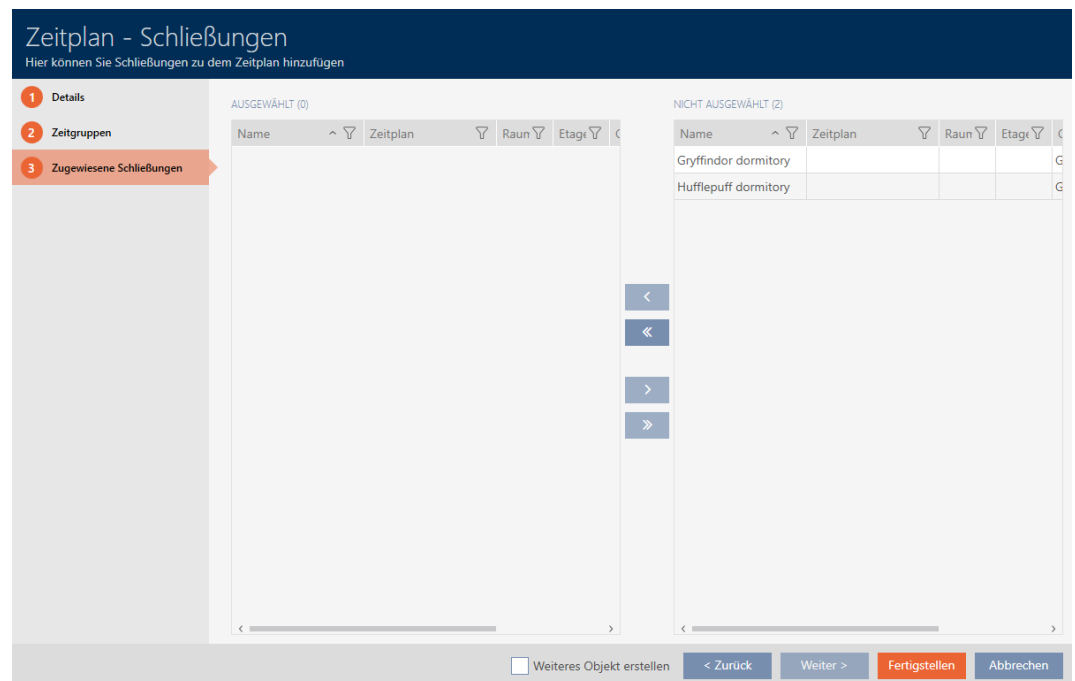 Zeitplan - Schließungen
Hier können Sie Schließungen zu dem Zeitplan hinzufügen
1 Details
2 Zeitgruppen
3 Zugewiesene Schließungen
AUSGEWÄHLT (0)
Name Zeitplan Raum Etage
NICHT AUSGEWÄHLT (2)
Name Zeitplan Raum Etage
Gryffindor dormitory G
Hufflepuff dormitory G
Weiteres Objekt erstellen < Zurück Weiter > Fertigstellen Abbrechen